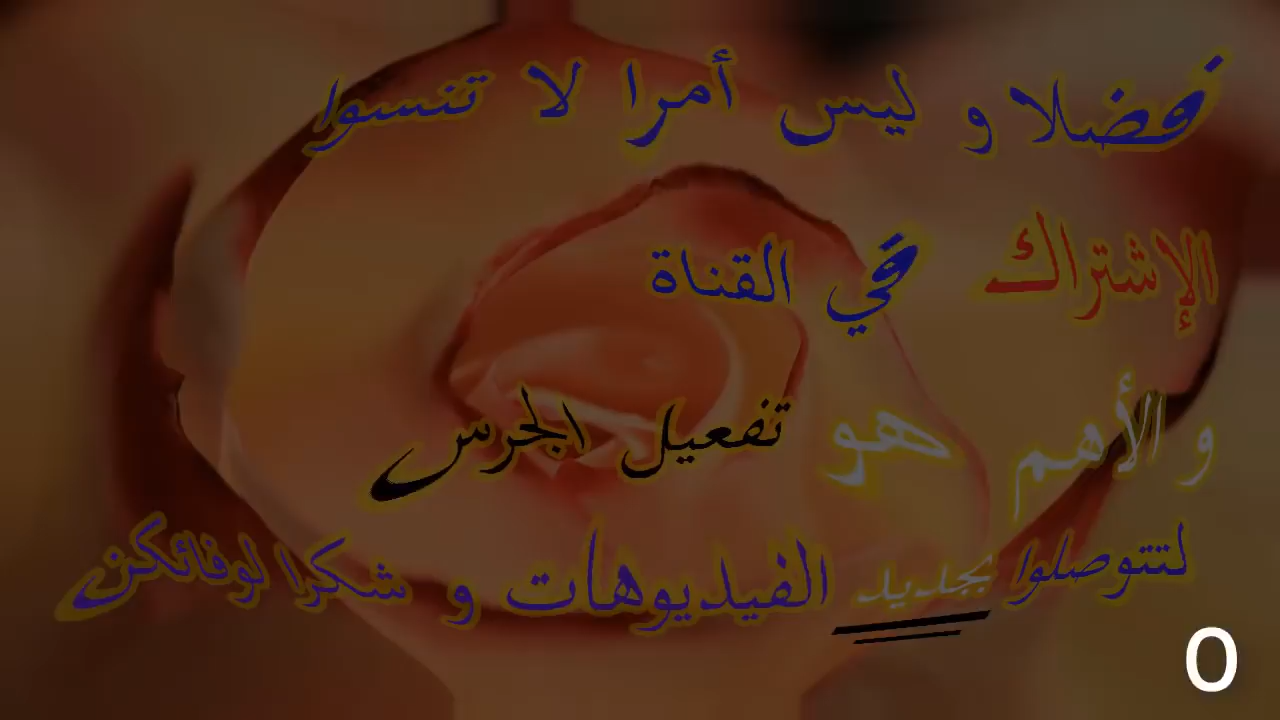 فضلا و ليس أمرا لا تنسوا
الإشتراك في القناة
و الأهم هو تفعيل الجرس
لتتوصلوا بجديد الفيديوهات و شكرا لوفائكن
0